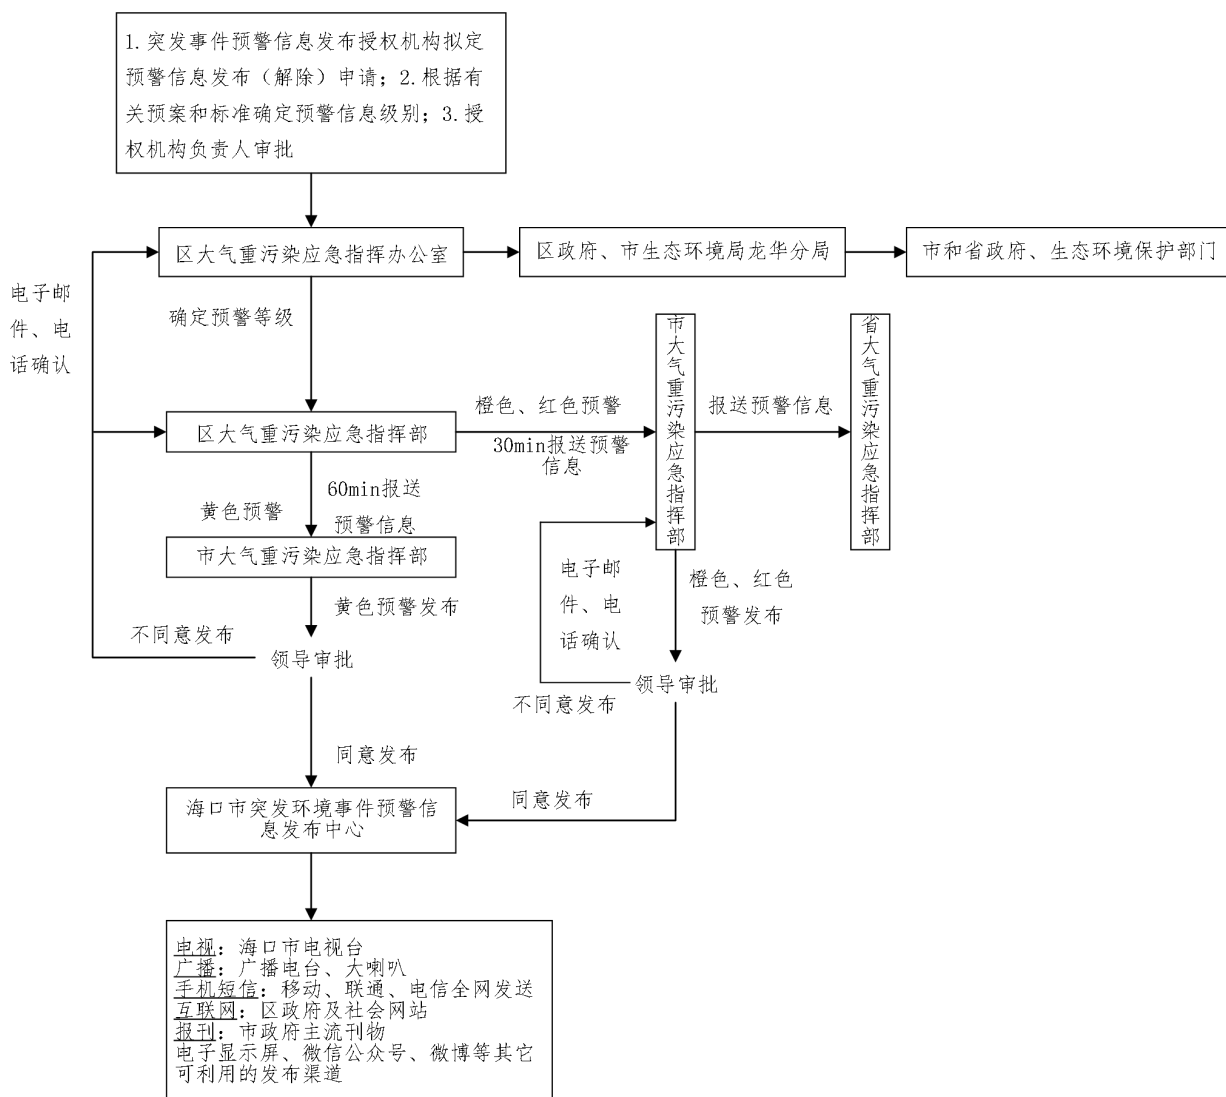 1.突发事件预警信息发布授权机构拟定
预警信息发布（解除）申请；2.根据有
关预案和标准确定预警信息级别；3.授
权机构负责人审批
区大气重污染应急指挥办公室
区政府、市生态环境局龙华分局
市和省政府、生态环境保护部门
电子邮
件、电
话确认
确定预警等级
市大气重污染应急指挥部
省大气重污染应急指挥部
橙色、红色预警
报送预警信息
区大气重污染应急指挥部
30min报送预警
信息
60min报送
黄色预警
预警信息
市大气重污染应急指挥部
电子邮
件、电
话确认
橙色、红色
预警发布
黄色预警发布
不同意发布
领导审批
领导审批
不同意发布
同意发布
同意发布
海口市突发环境事件预警信
息发布中心
电视：海口市电视台
广播：广播电台、大喇叭
手机短信：移动、联通、电信全网发送
互联网：区政府及社会网站
报刊：市政府主流刊物
电子显示屏、微信公众号、微博等其它
可利用的发布渠道